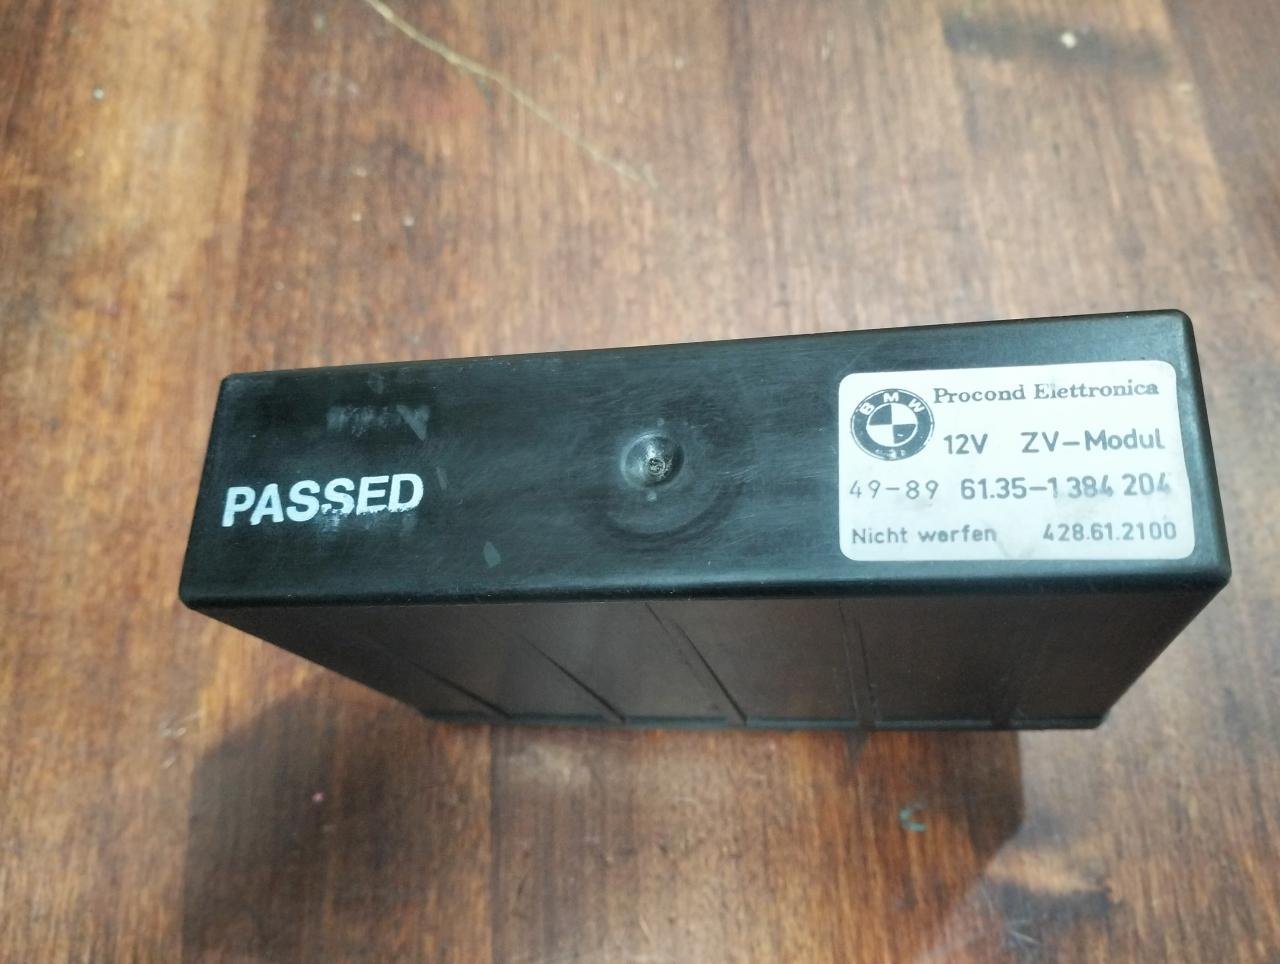 PASSED
BMW
Procond Elettronica
12V ZV-Modul
49-89 61.35-1 384 204
Nicht werfen 428.61.2100